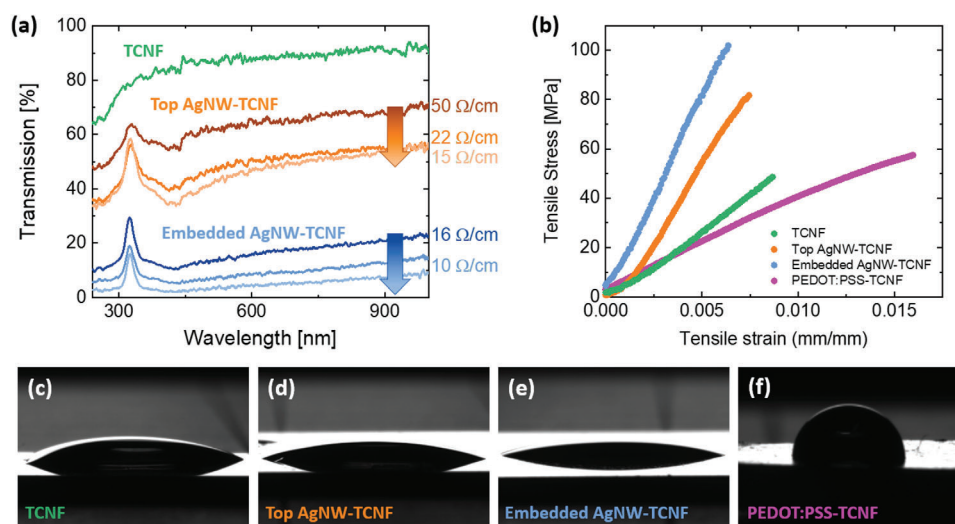 (a)
100
80
60
40
20
0
Transmission [%]
TCNF
Top AgNW-TCNF
50 Ω/cm
22 Ω/cm
15 Ω/cm
Embedded AgNW-TCNF
16 Ω/cm
10 Ω/cm
300
600
900
Wavelength [nm]
(b)
100
80
60
40
20
0
Tensile Stress [MPa]
TCNF
Top AgNW-TCNF
Embedded AgNW-TCNF
PEDOT:PSS-TCNF
0.000
0.005
0.010
0.015
Tensile strain (mm/mm)
(c)
TCNF
(d)
Top AgNW-TCNF
(e)
Embedded AgNW-TCNF
(f)
PEDOT:PSS-TCNF